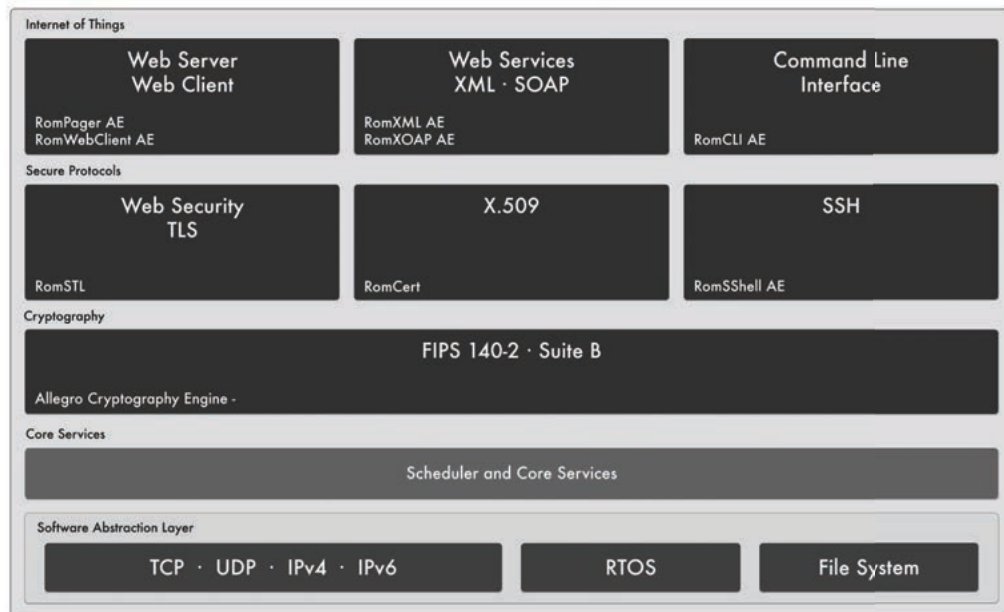 Internet of Things
Web Server
Web Client
RomPager AE
RomWebClient AE
Web Services
XML · SOAP
RomXML AE
RomXOAP AE
Command Line
Interface
RomCLI AE
Secure Protocols
Web Security
TLS
RomSTL
X.509
RomCert
SSH
RomSShell AE
Cryptography
FIPS 140-2 · Suite B
Allegro Cryptography Engine -
Core Services
Scheduler and Core Services
Software Abstraction Layer
TCP · UDP · IPv4 · IPv6
RTOS
File System